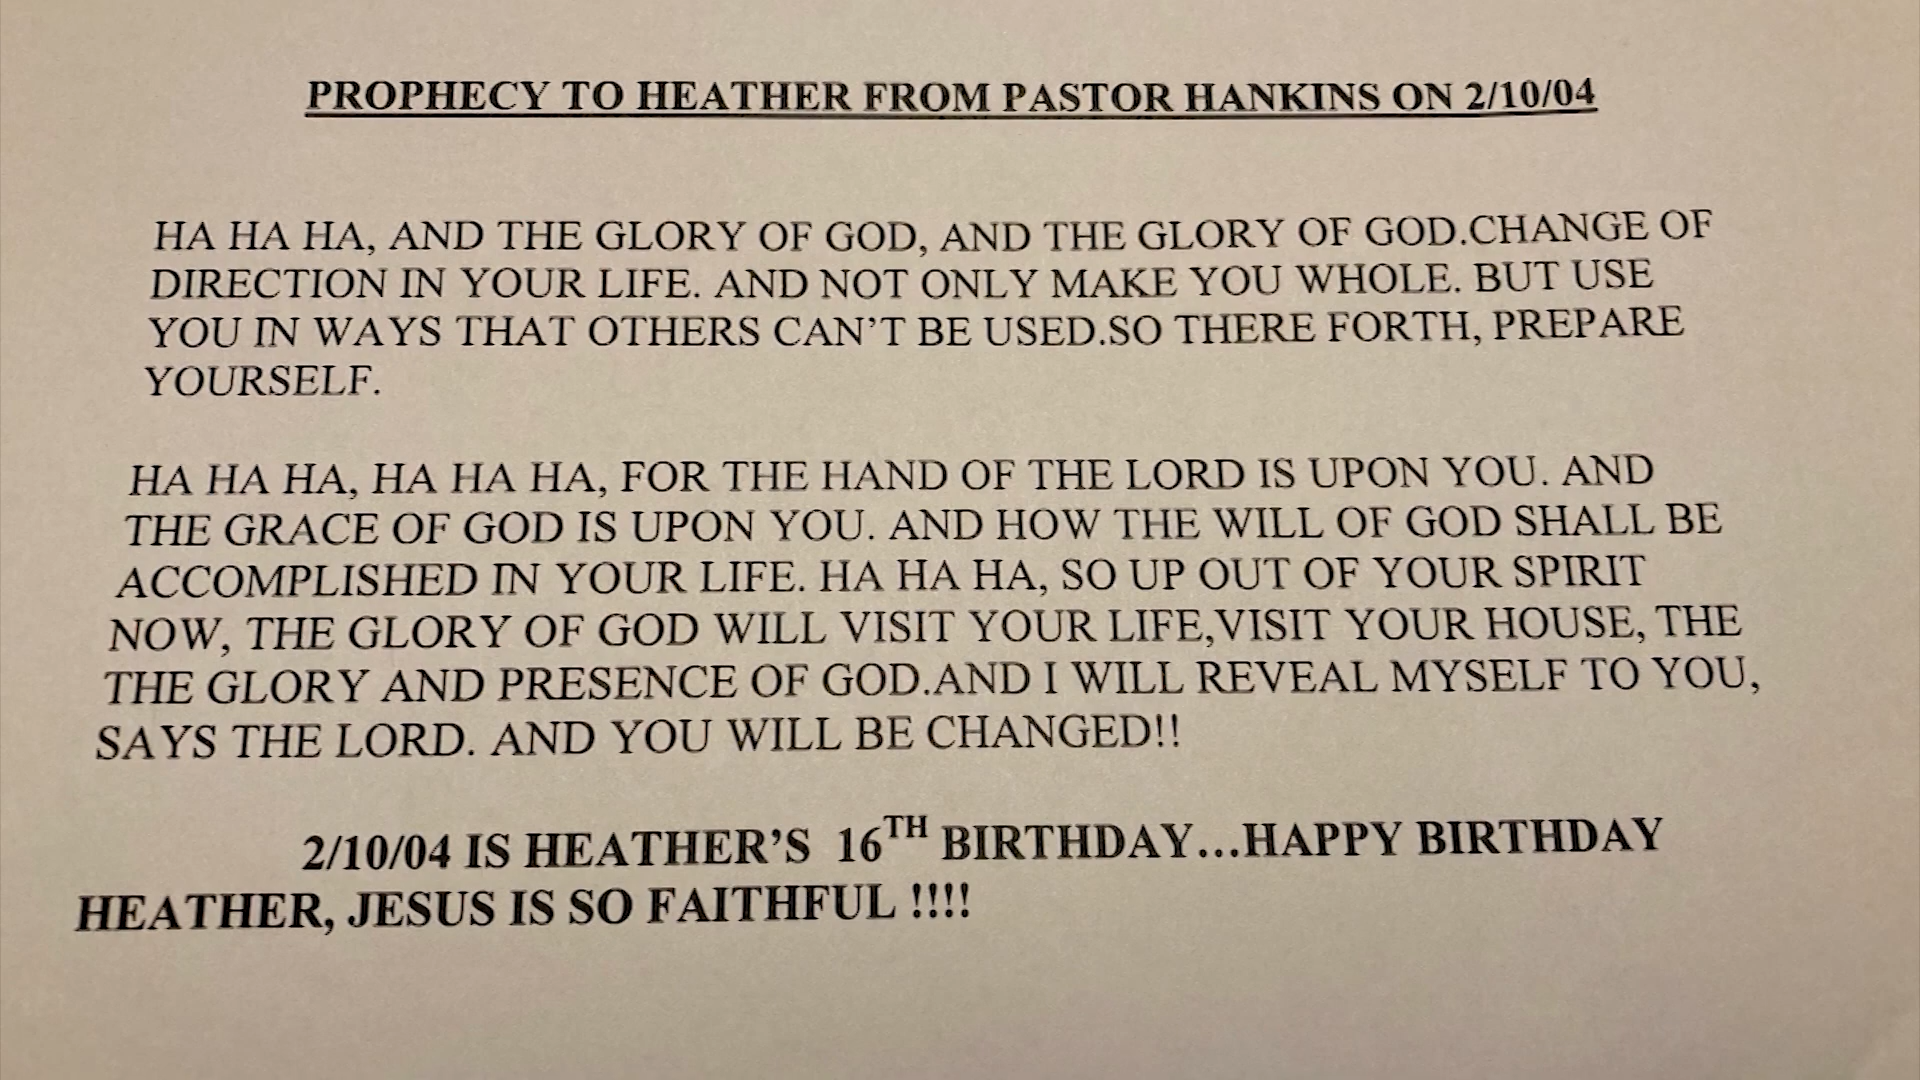 PROPHECY TO HEATHER FROM PASTOR HANKINS ON 2/10/04
HA HA HA, AND THE GLORY OF GOD, AND THE GLORY OF GOD.CHANGE OF
DIRECTION IN YOUR LIFE. AND NOT ONLY MAKE YOU WHOLE. BUT USE
YOU IN WAYS THAT OTHERS CAN'T BE USED.SO THERE FORTH, PREPARE
YOURSELF.
HA HA HA, HA HA HA, FOR THE HAND OF THE LORD IS UPON YOU. AND
THE GRACE OF GOD IS UPON YOU. AND HOW THE WILL OF GOD SHALL BE
ACCOMPLISHED IN YOUR LIFE. HA HA HA, SO UP OUT OF YOUR SPIRIT
NOW, THE GLORY OF GOD WILL VISIT YOUR LIFE,VISIT YOUR HOUSE, THE
THE GLORY AND PRESENCE OF GOD.AND I WILL REVEAL MYSELF TO YOU,
SAYS THE LORD. AND YOU WILL BE CHANGED!!
2/10/04 IS HEATHER'S 16TH BIRTHDAY...HAPPY BIRTHDAY
HEATHER, JESUS IS SO FAITHFUL !!!!